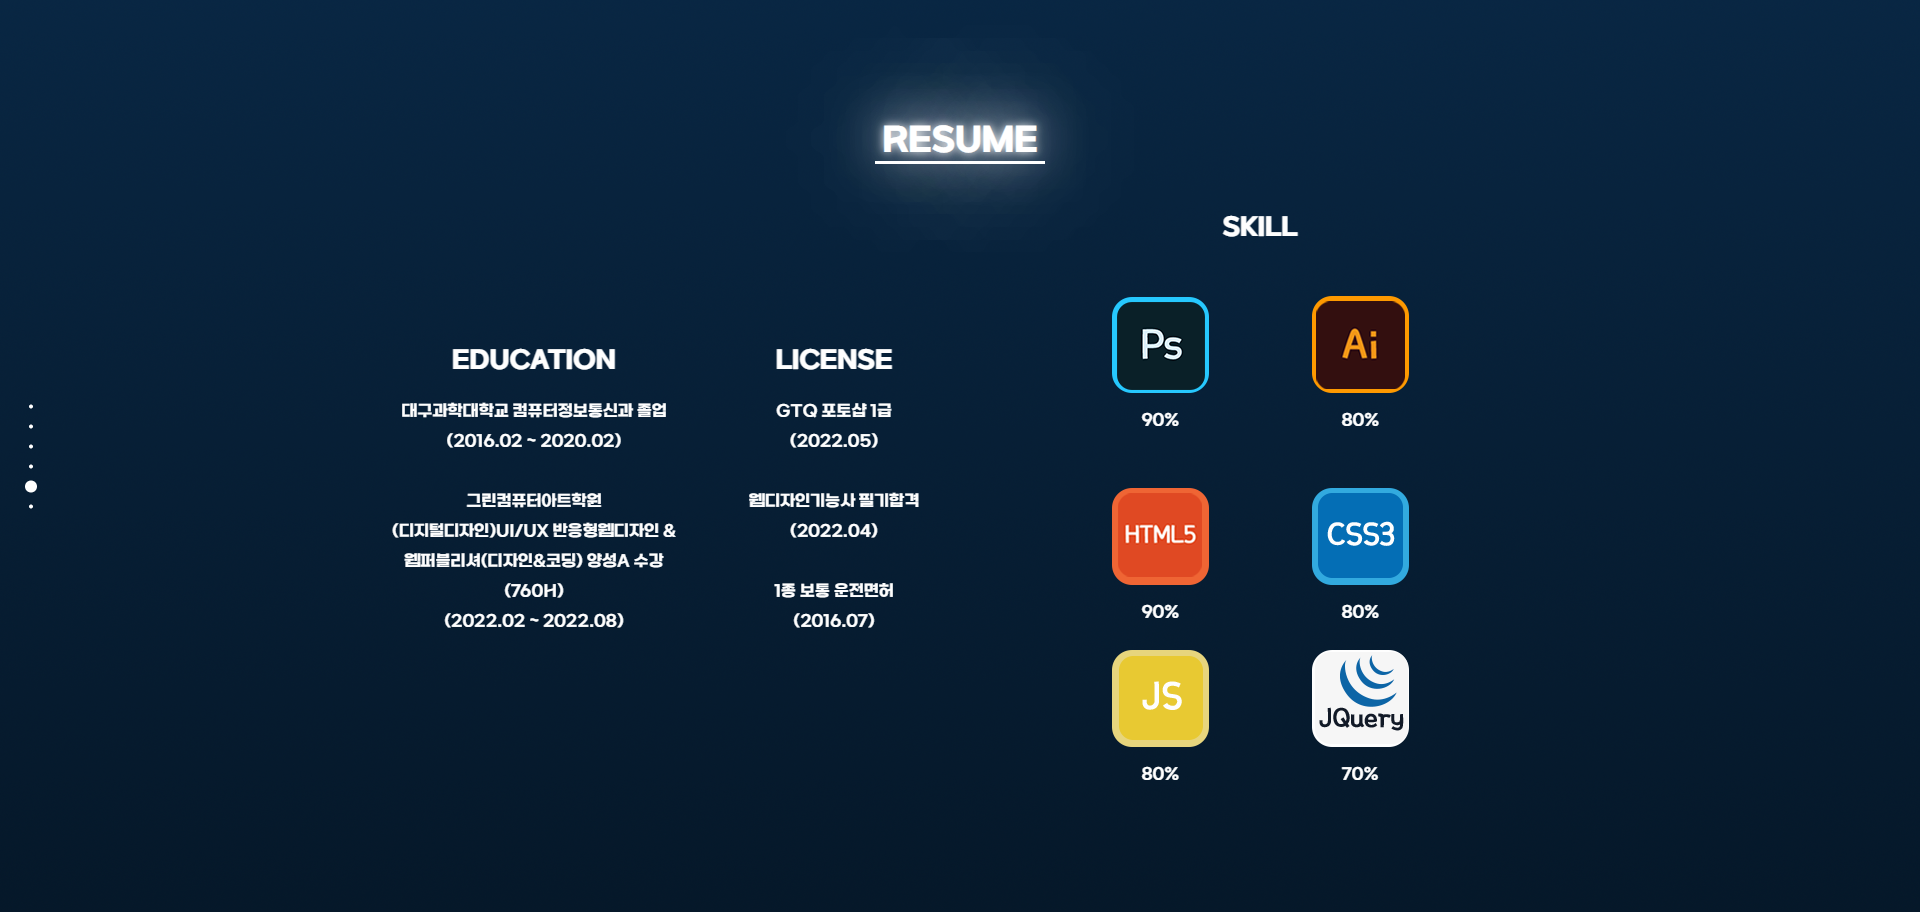 RESUME
EDUCATION
대구과학대학교 컴퓨터정보통신과 졸업
(2016.02 ~ 2020.02)
그린컴퓨터아트학원
(디지털디자인)UI/UX 반응형웹디자인 &
웹퍼블리셔(디자인&코딩) 양성A 수강
(760H)
(2022.02 ~ 2022.08)
LICENSE
GTQ 포토샵 1급
(2022.05)
웹디자인기능사 필기합격
(2022.04)
1종 보통 운전면허
(2016.07)
SKILL
Ps
90%
Ai
80%
HTML5
90%
CSS3
80%
JS
80%
JQuery
70%